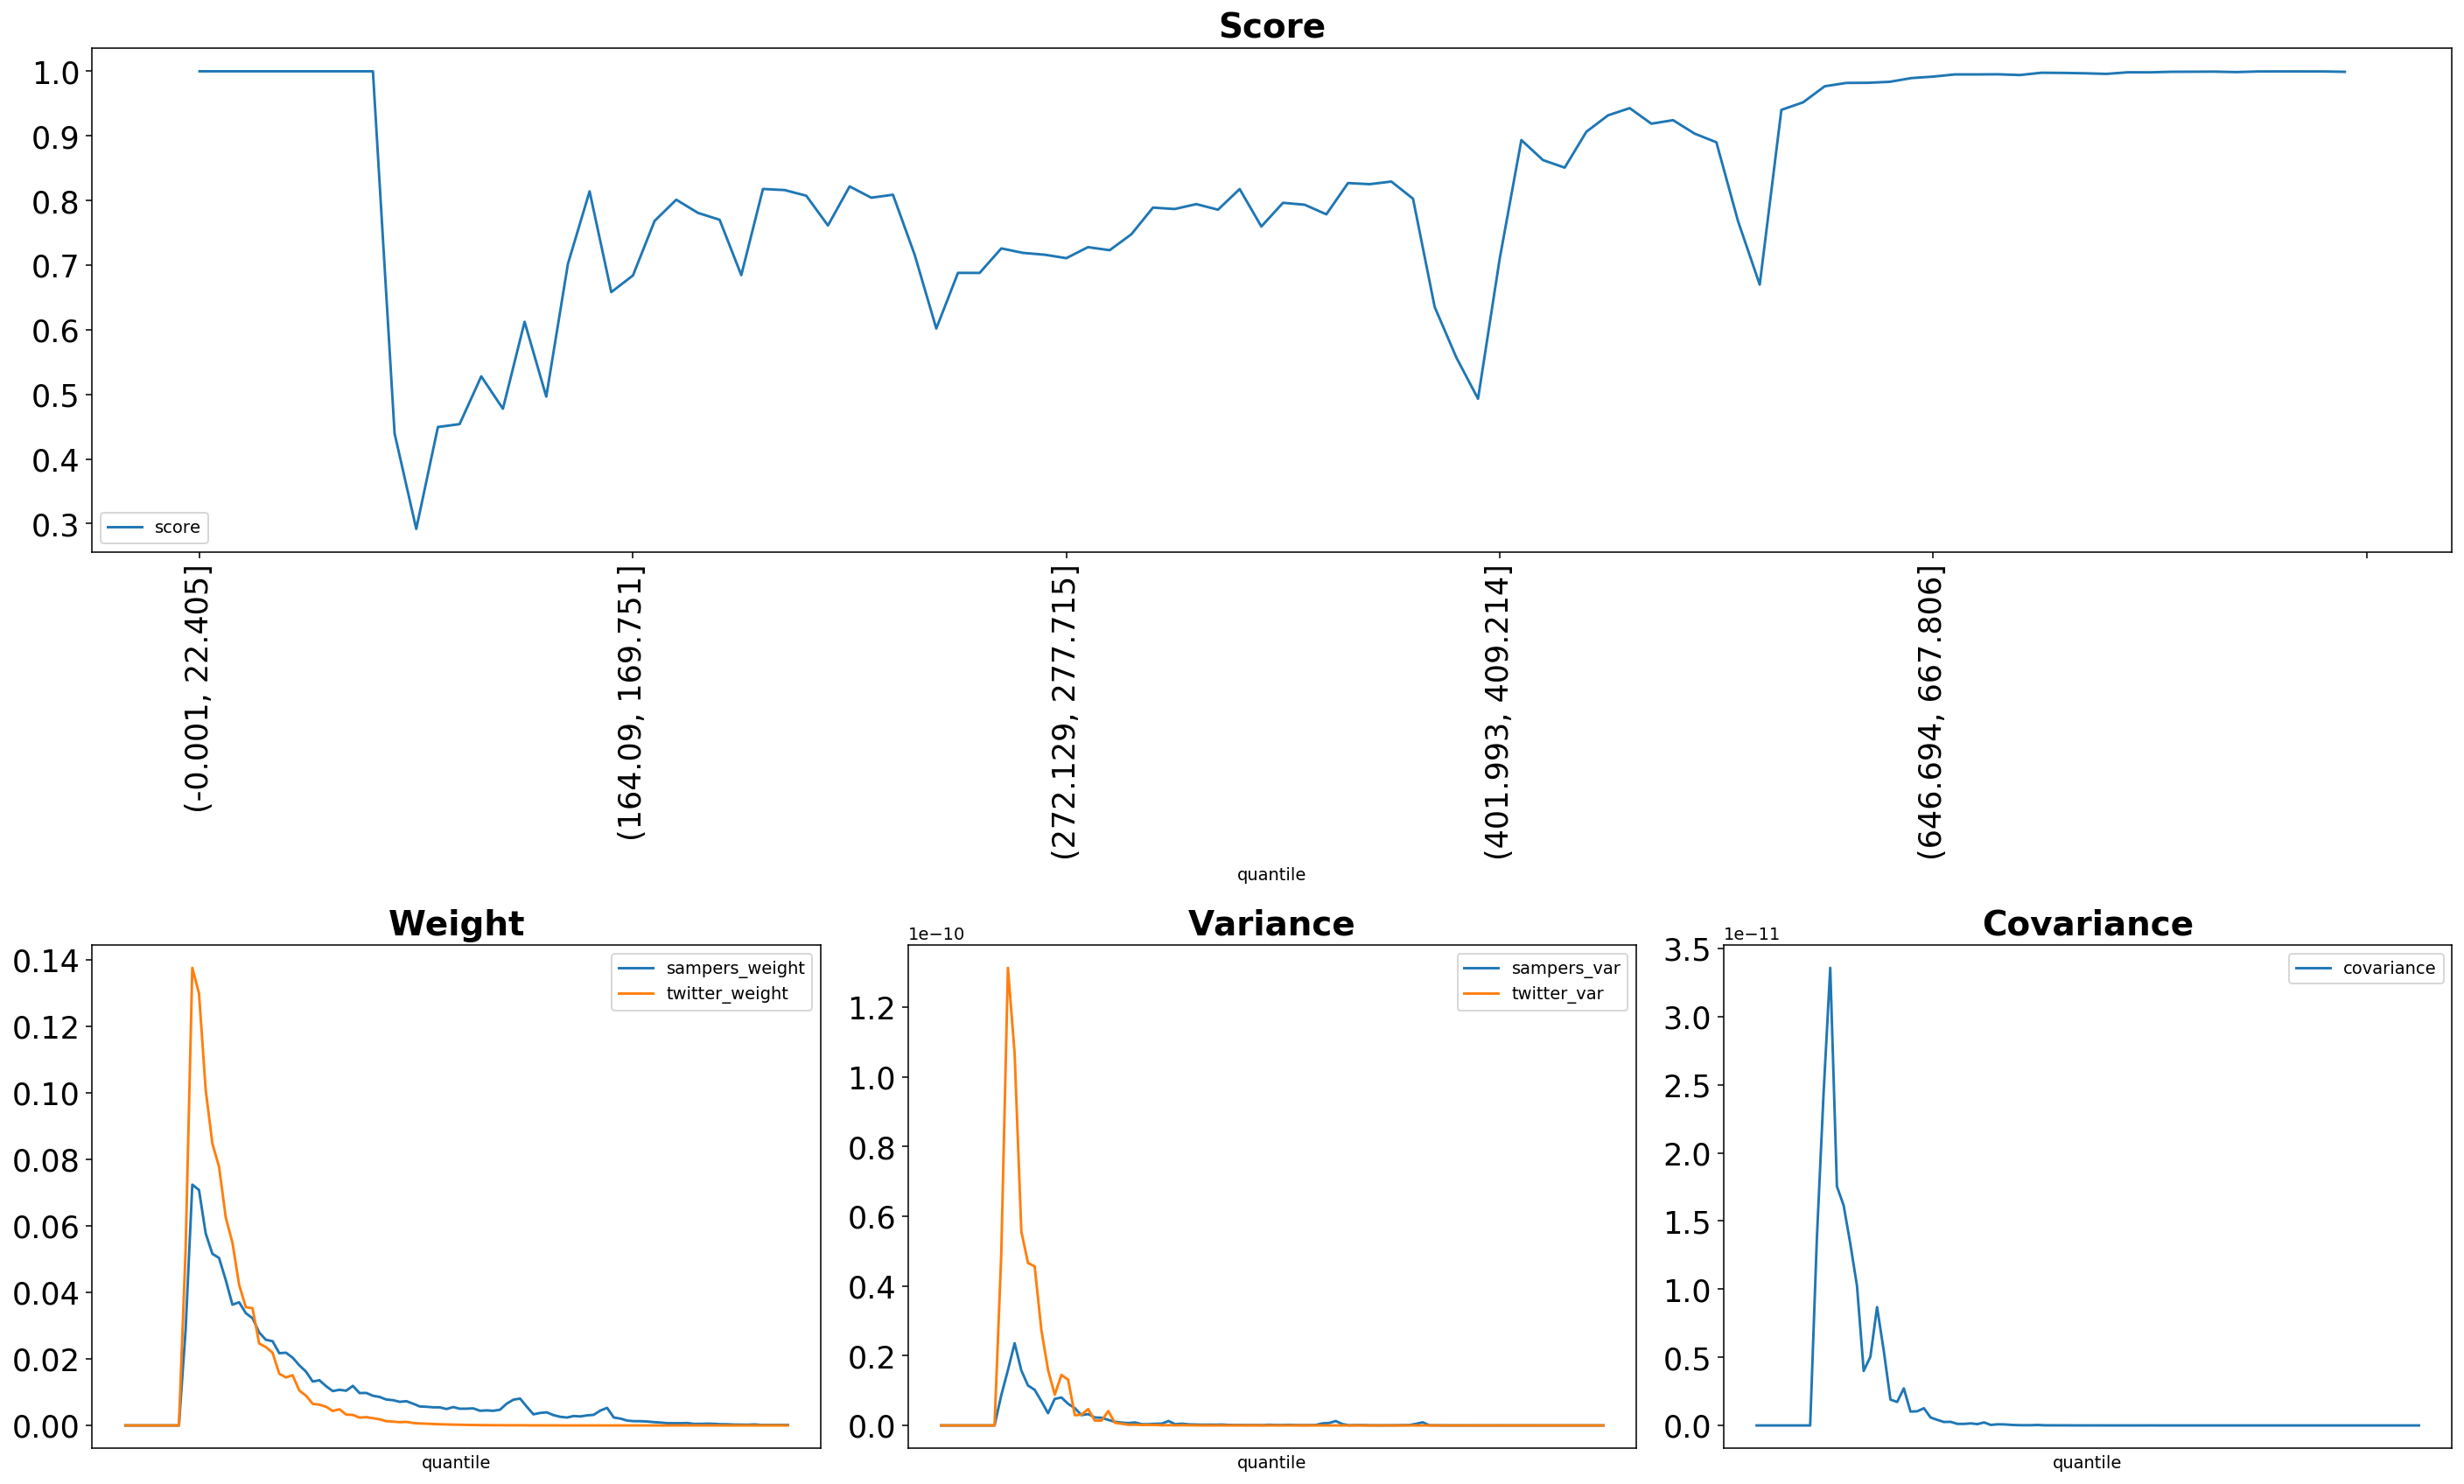 Score
1.0
0.9
0.8
0.7
0.6
0.5
0.4
0.3
score
(-0.001, 22.405]
(164.09, 169.751]
(272.129, 277.715]
(401.993, 409.214]
(646.694, 667.806]
quantile
Weight
0.14
0.12
0.10
0.08
0.06
0.04
0.02
0.00
sampers_weight
twitter_weight
quantile
Variance
1e−10
1.2
1.0
0.8
0.6
0.4
0.2
0.0
sampers_var
twitter_var
quantile
Covariance
1e−11
3.5
3.0
2.5
2.0
1.5
1.0
0.5
0.0
covariance
quantile